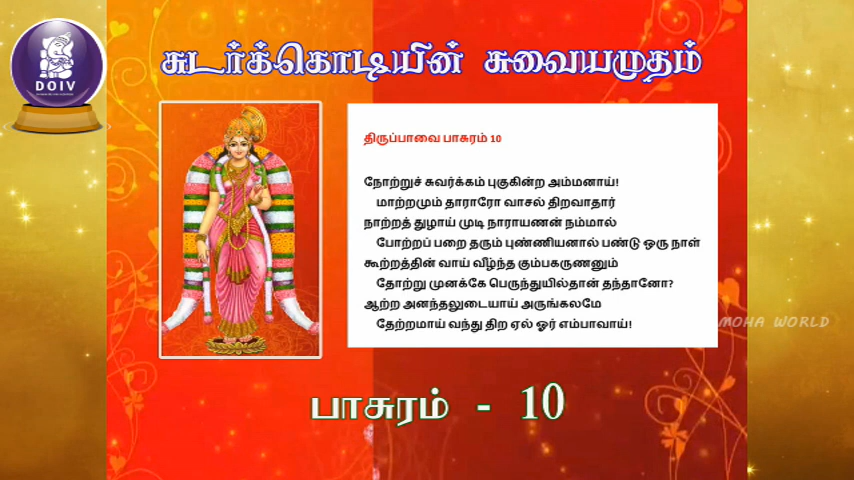 DOIV
சுடர்க்கொடியின் சுவையமுதம்
திருப்பாவை பாசுரம் 10
நோற்றுச் சுவர்க்கம் புகுகின்ற அம்மனாய்!
மாற்றமும் தாராரோ வாசல் திறவாதார்
நாற்றத் துழாய் முடி நாராயணன் நம்மால்
போற்றப் பறை தரும் புண்ணியனால் பண்டு ஒரு நாள்
கூற்றத்தின் வாய் வீழ்ந்த கும்பகருணனும்
தோற்று முனக்கே பெருந்துயில்தான் தந்தானோ?
ஆற்ற அனந்தலுடையாய் அருங்கலமே
தேற்றமாய் வந்து திற ஏல் ஓர் எம்பாவாய்!
MOHA WORLD
பாசுரம் - 10